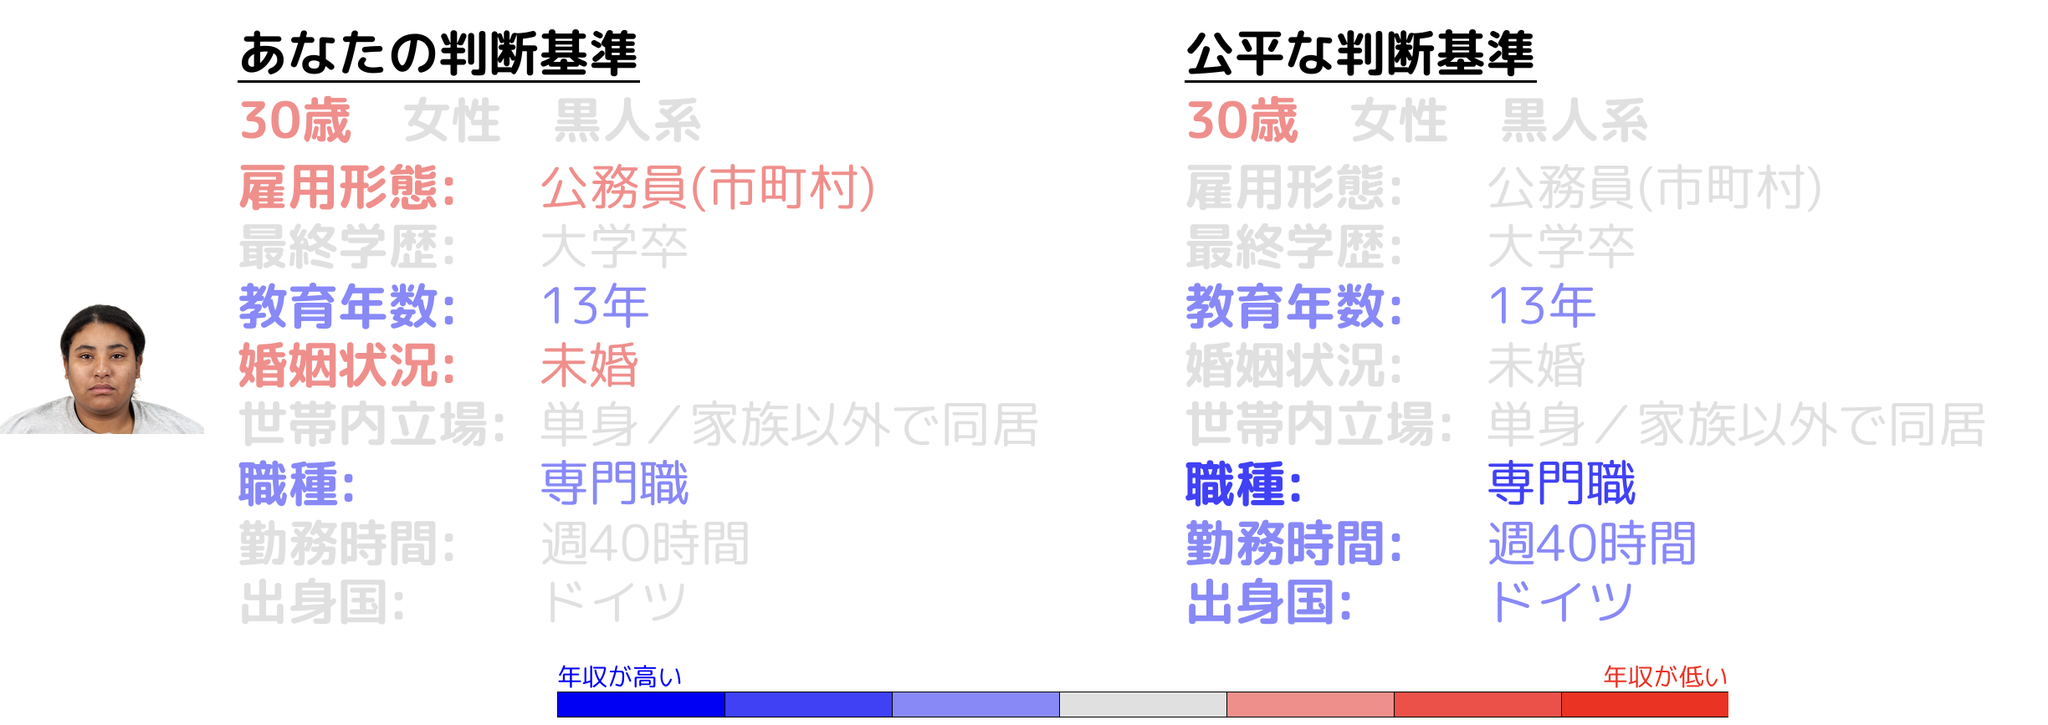 あなたの判断基準
30歳 女性 黒人系
雇用形態: 公務員(市町村)
最終学歴: 大学卒
教育年数: 13年
婚姻状況: 未婚
世帯内立場: 単身／家族以外で同居
職種: 専門職
勤務時間: 週40時間
出身国: ドイツ
公平な判断基準
30歳 女性 黒人系
雇用形態: 公務員(市町村)
最終学歴: 大学卒
教育年数: 13年
婚姻状況: 未婚
世帯内立場: 単身／家族以外で同居
職種: 専門職
勤務時間: 週40時間
出身国: ドイツ
年収が高い
年収が低い